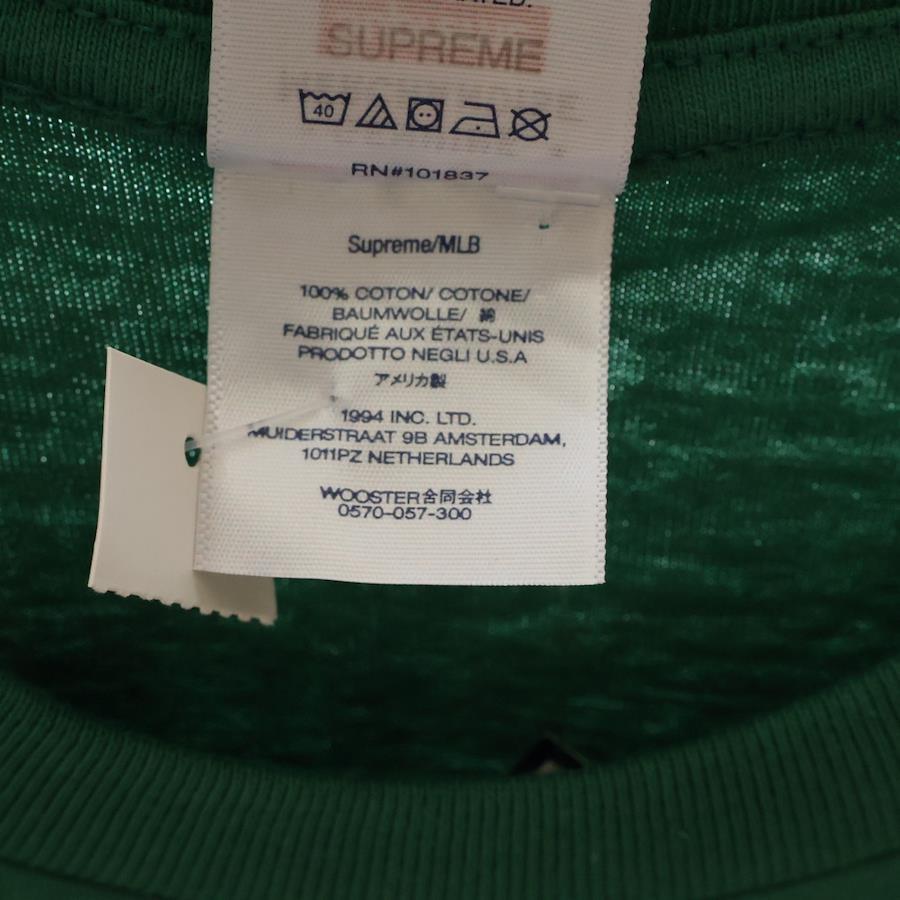 SUPREME
40
RN#101837
Supreme/MLB
100% COTON/ COTONE/
BAUMWOLLE/ 綿
FABRIQUÉ AUX ÉTATS-UNIS
PRODOTTO NEGLI U.S.A
アメリカ製
1994 INC. LTD.
MUIDERSTRAAT 9B AMSTERDAM,
1011PZ NETHERLANDS
WOOSTER合同会社
0570-057-300